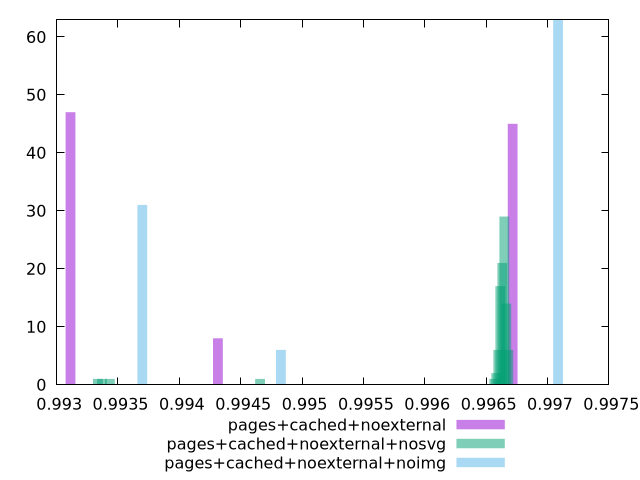 60
50
40
30
20
10
0
0.993 0.9935 0.994 0.9945 0.995 0.9955 0.996 0.9965 0.997 0.9975
pages+cached+noexternal
pages+cached+noexternal+nosvg
pages+cached+noexternal+noimg